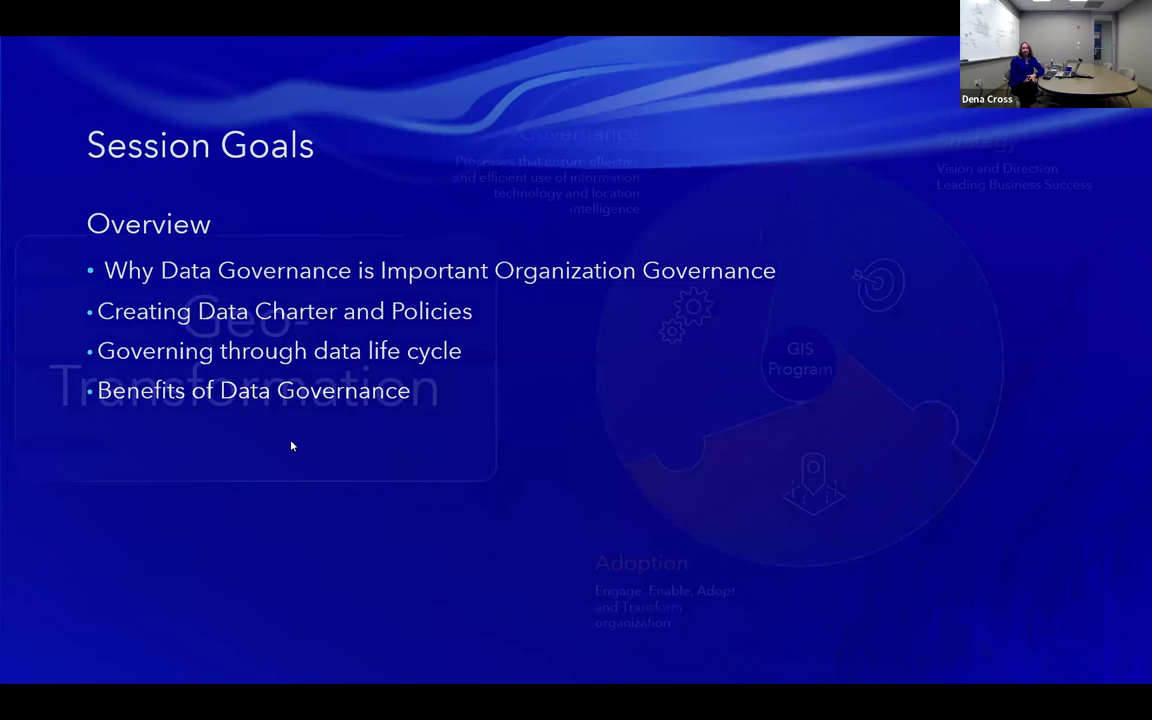 Dena Cross
Session Goals
Overview
• Why Data Governance is Important Organization Governance
• Creating Data Charter and Policies
• Governing through data life cycle
• Benefits of Data Governance
Geo-
Transformation
Governance
Processes that ensure effective
and efficient use of information
technology and location
intelligence
Strategy
Vision and Direction
Leading Business Success
GIS
Program
Adoption
Engage, Enable, Adopt
and Transform
organization